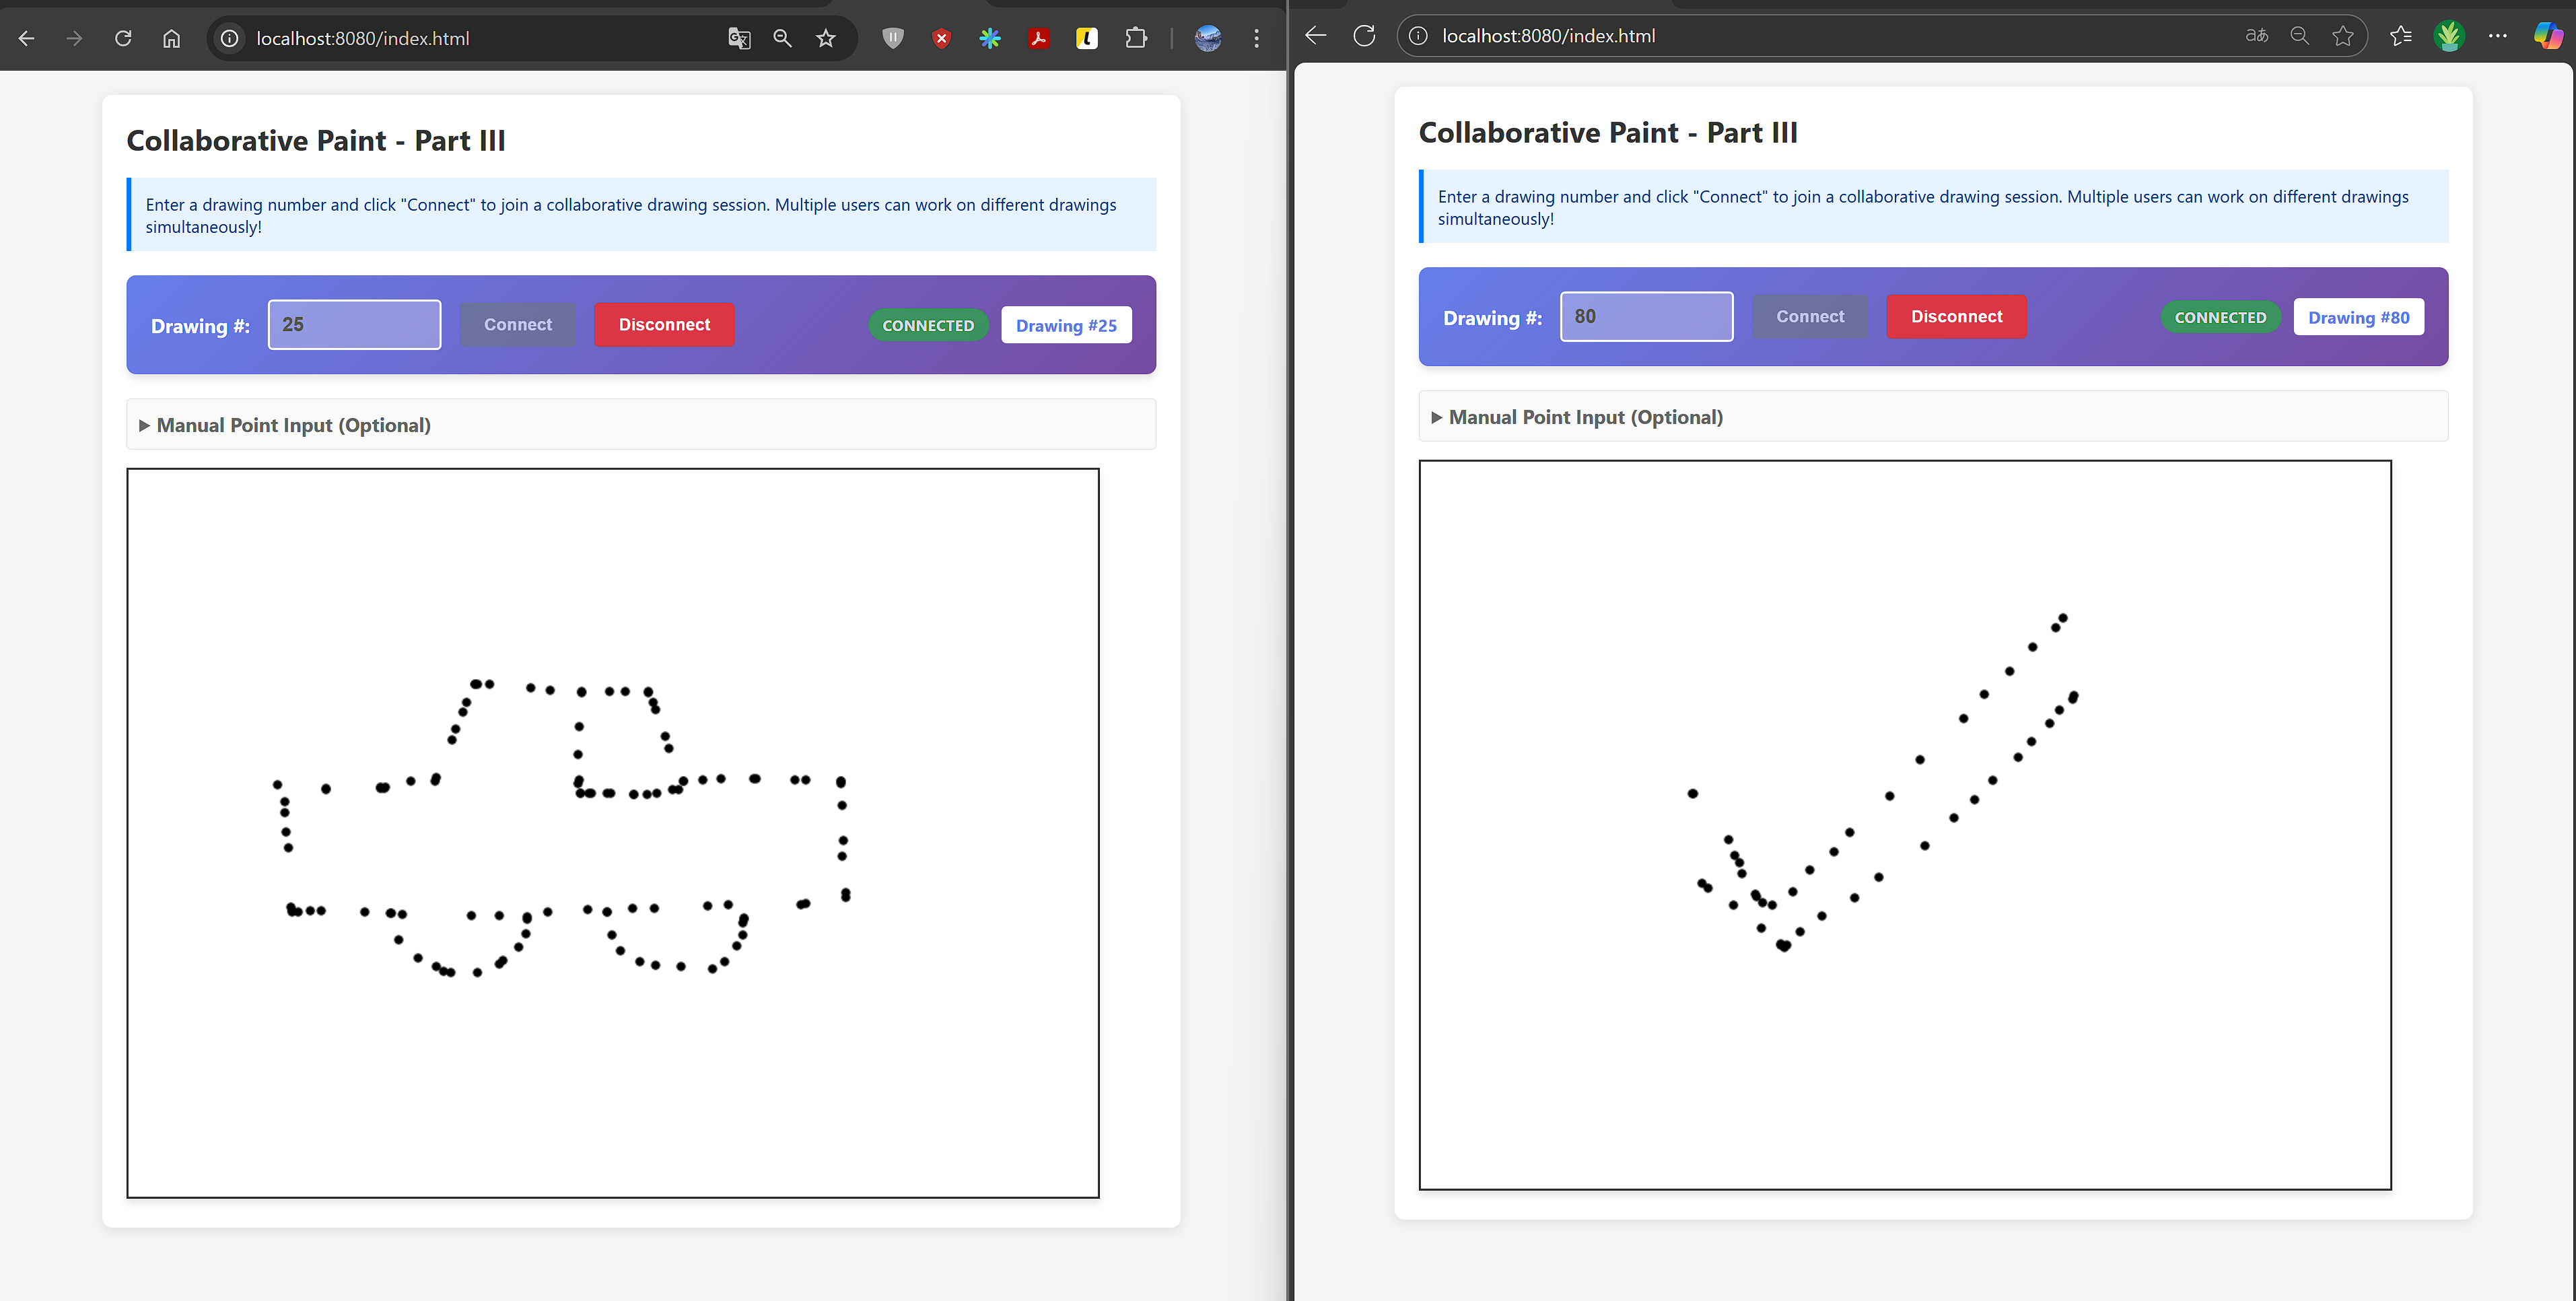 localhost:8080/index.html
Collaborative Paint - Part III
Enter a drawing number and click "Connect" to join a collaborative drawing session. Multiple users can work on different drawings
simultaneously!
Drawing #: 25 Connect Disconnect CONNECTED Drawing #25
▶ Manual Point Input (Optional)
localhost:8080/index.html
Collaborative Paint - Part III
Enter a drawing number and click "Connect" to join a collaborative drawing session. Multiple users can work on different drawings
simultaneously!
Drawing #: 80 Connect Disconnect CONNECTED Drawing #80
▶ Manual Point Input (Optional)